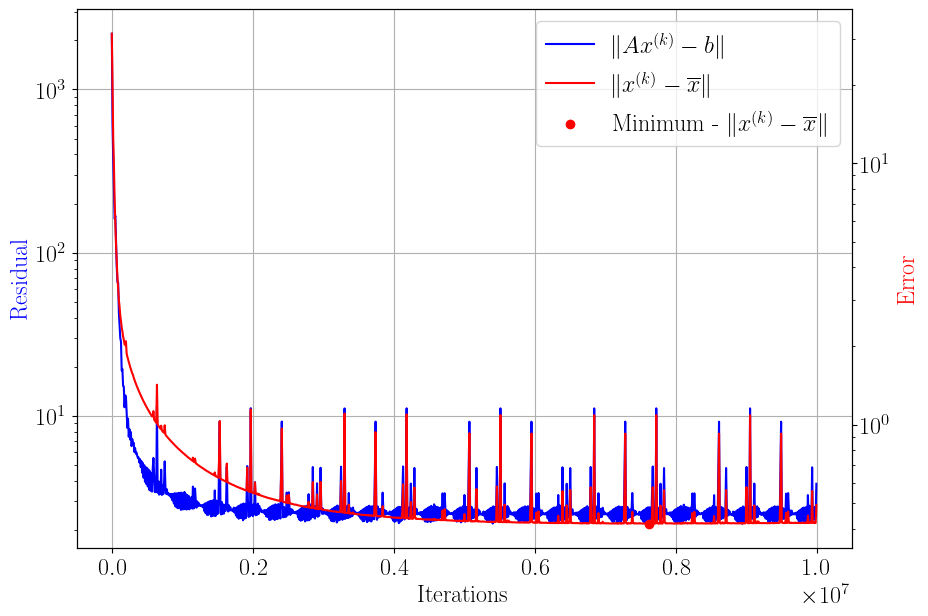 ‖Ax^{(k)} − b‖
‖x^{(k)} − x̅‖
Minimum - ‖x^{(k)} − x̅‖
10^3
10^2
10^1
Residual
10^1
10^0
Error
0.0 0.2 0.4 0.6 0.8 1.0
Iterations
×10^7